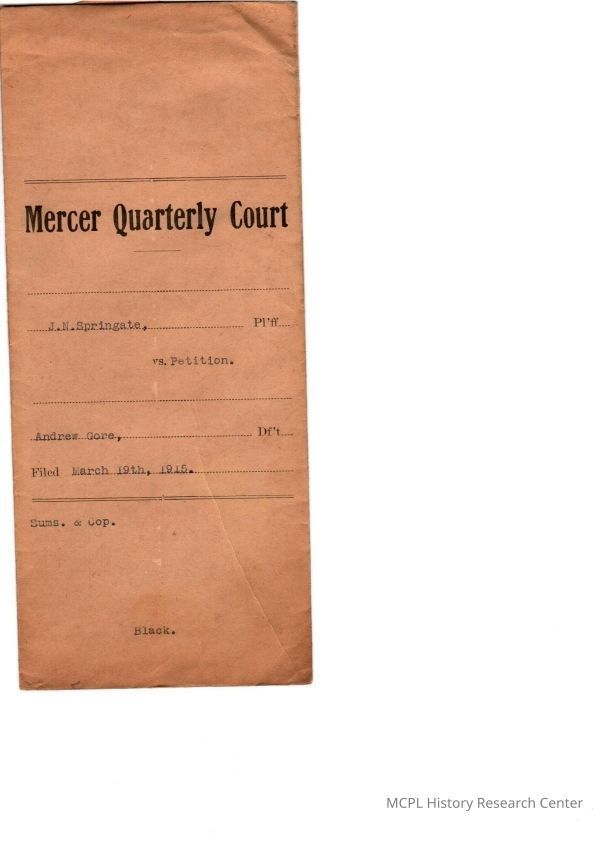 Mercer Quarterly Court
J.N.Springate, Pl'ff
vs. Petition.
Andrew Gore, Df't
Filed March 19th, 1915.
Sums. & Cop.
Black.
MCPL History Research Center